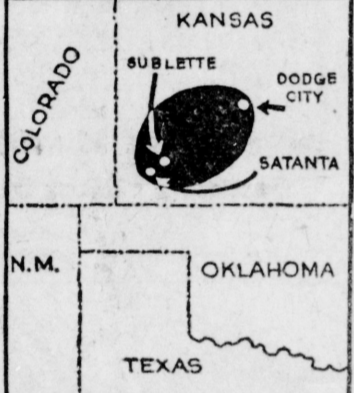 KANSAS
COLORADO
SUBLETTE
DODGE
CITY
SATANTA
N.M.
OKLAHOMA
TEXAS